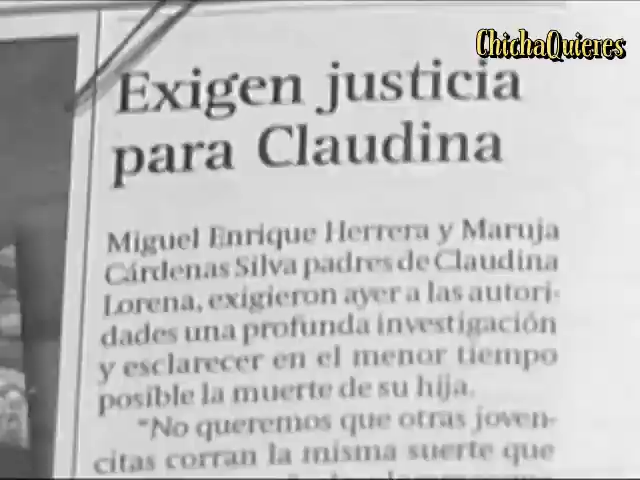 ChichaQuieres
Exigen justicia
para Claudina
Miguel Enrique Herrera y Maruja
Cárdenas Silva padres de Claudina
Lorena, exigieron ayer a las autori-
dades una profunda investigación
y esclarecer en el menor tiempo
posible la muerte de su hija.
"No queremos que otras joven-
citas corran la misma suerte que